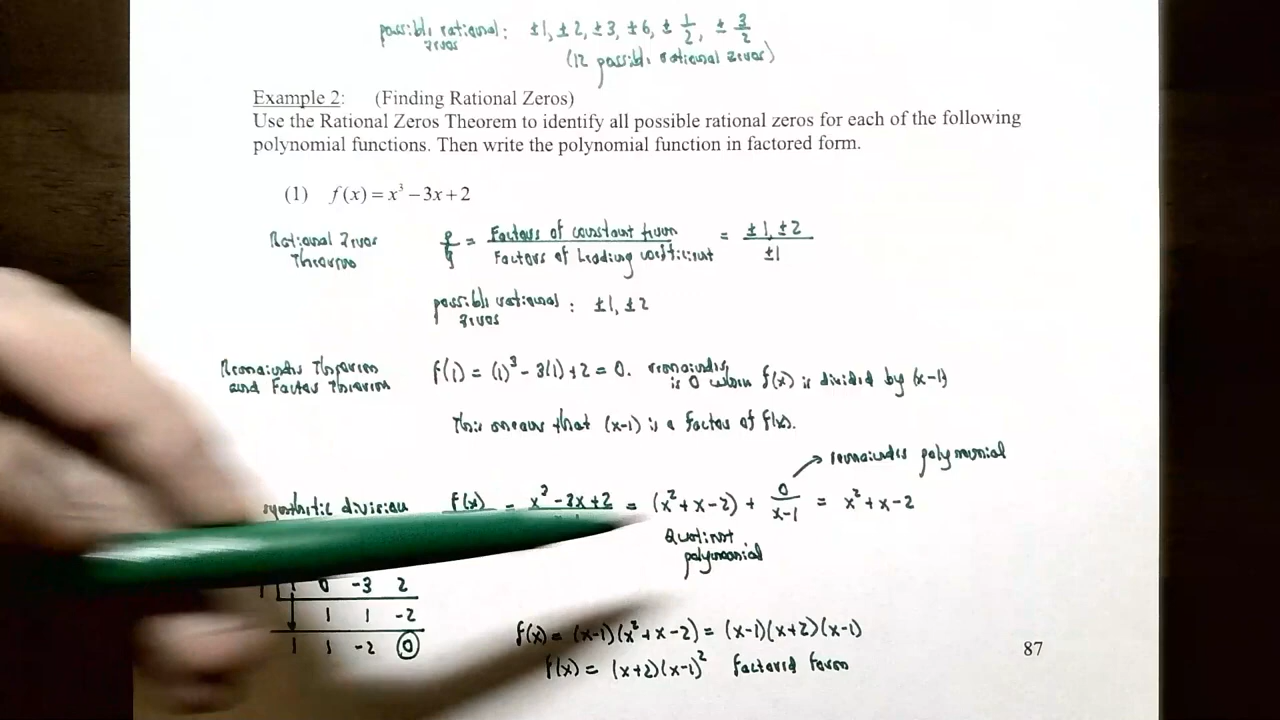 possible rational: ±1, ±2, ±3, ±6, ± 1/2, ± 3/2
zeros
(12 possible rational zeros)
Example 2: (Finding Rational Zeros)
Use the Rational Zeros Theorem to identify all possible rational zeros for each of the following
polynomial functions. Then write the polynomial function in factored form.
(1) f(x) = x³ − 3x + 2
Rational Zeros
Theorem
p/q = Factors of constant term / Factors of leading coefficient = ±1, ±2 / ±1
possible rational : ±1, ±2
zeros
Remainder Theorem
and Factor Theorem
f(1) = (1)³ - 3(1) + 2 = 0. remainder
is 0 when f(x) is divided by (x-1)
This means that (x-1) is a factor of f(x).
→ remainder polynomial
synthetic division
f(x) = x² - 3x + 2 = (x² + x - 2) + 0/x-1 = x² + x - 2
Quotient
polynomial
0 -3 2
1 1 -2
1 1 -2 0
f(x) = (x-1)(x² + x - 2) = (x-1)(x+2)(x-1)
f(x) = (x+2)(x-1)² factored form
87